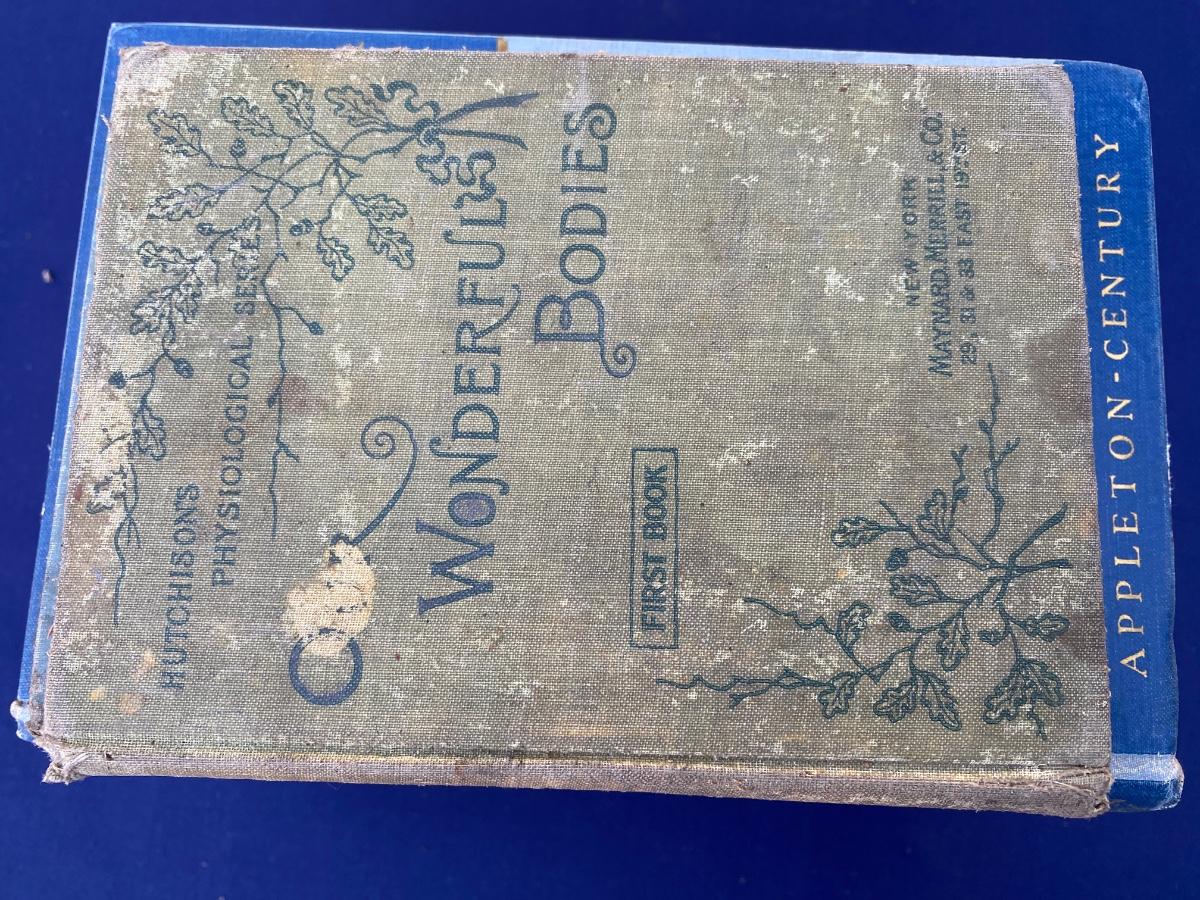 HUTCHISON'S
PHYSIOLOGICAL SERIES
O
WONDERFUL
BODIES
FIRST BOOK
NEW YORK
MAYNARD, MERRILL, & CO.
29, 31 & 33 EAST 19TH ST.
APPLETON-CENTURY